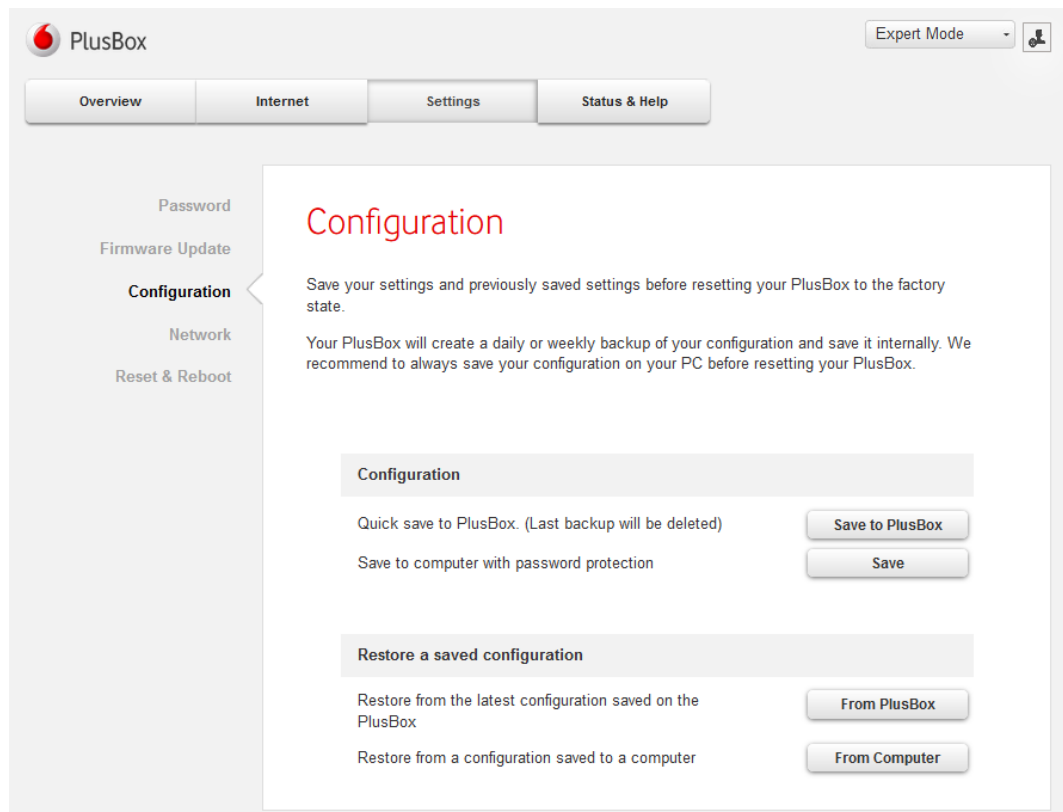 PlusBox
Expert Mode
Overview
Internet
Settings
Status & Help
Password
Firmware Update
Configuration
Network
Reset & Reboot
Configuration
Save your settings and previously saved settings before resetting your PlusBox to the factory
state.
Your PlusBox will create a daily or weekly backup of your configuration and save it internally. We
recommend to always save your configuration on your PC before resetting your PlusBox.
Configuration
Quick save to PlusBox. (Last backup will be deleted)
Save to PlusBox
Save to computer with password protection
Save
Restore a saved configuration
Restore from the latest configuration saved on the
PlusBox
From PlusBox
Restore from a configuration saved to a computer
From Computer